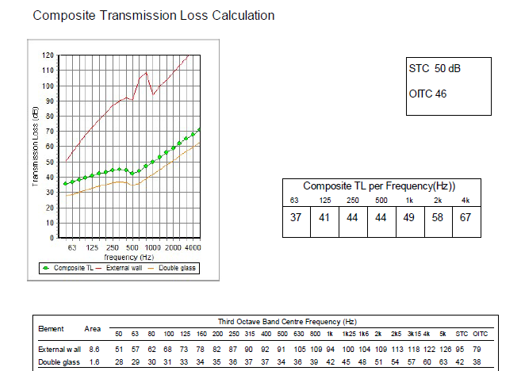 Composite Transmission Loss Calculation
120
110
100
90
80
70
60
50
40
30
20
10
0
Transmission Loss (dB)
63 125 250 500 1000 2000 4000
frequency (Hz)
Composite TL External wall Double glass
STC 50 dB
OITC 46
Composite TL per Frequency(Hz))
63 125 250 500 1k 2k 4k
37 41 44 44 49 58 67
Third Octave Band Centre Frequency (Hz)
Element Area 50 63 80 100 125 160 200 250 315 400 500 630 800 1k 1k25 1k6 2k 2k5 3k15 4k 5k STC OITC
External wall 8.6 51 57 62 68 73 78 82 87 90 92 91 105 109 94 100 104 109 113 118 122 126 95 79
Double glass 1.6 28 29 30 31 33 34 35 36 37 37 34 36 39 42 45 48 51 54 57 60 63 42 38